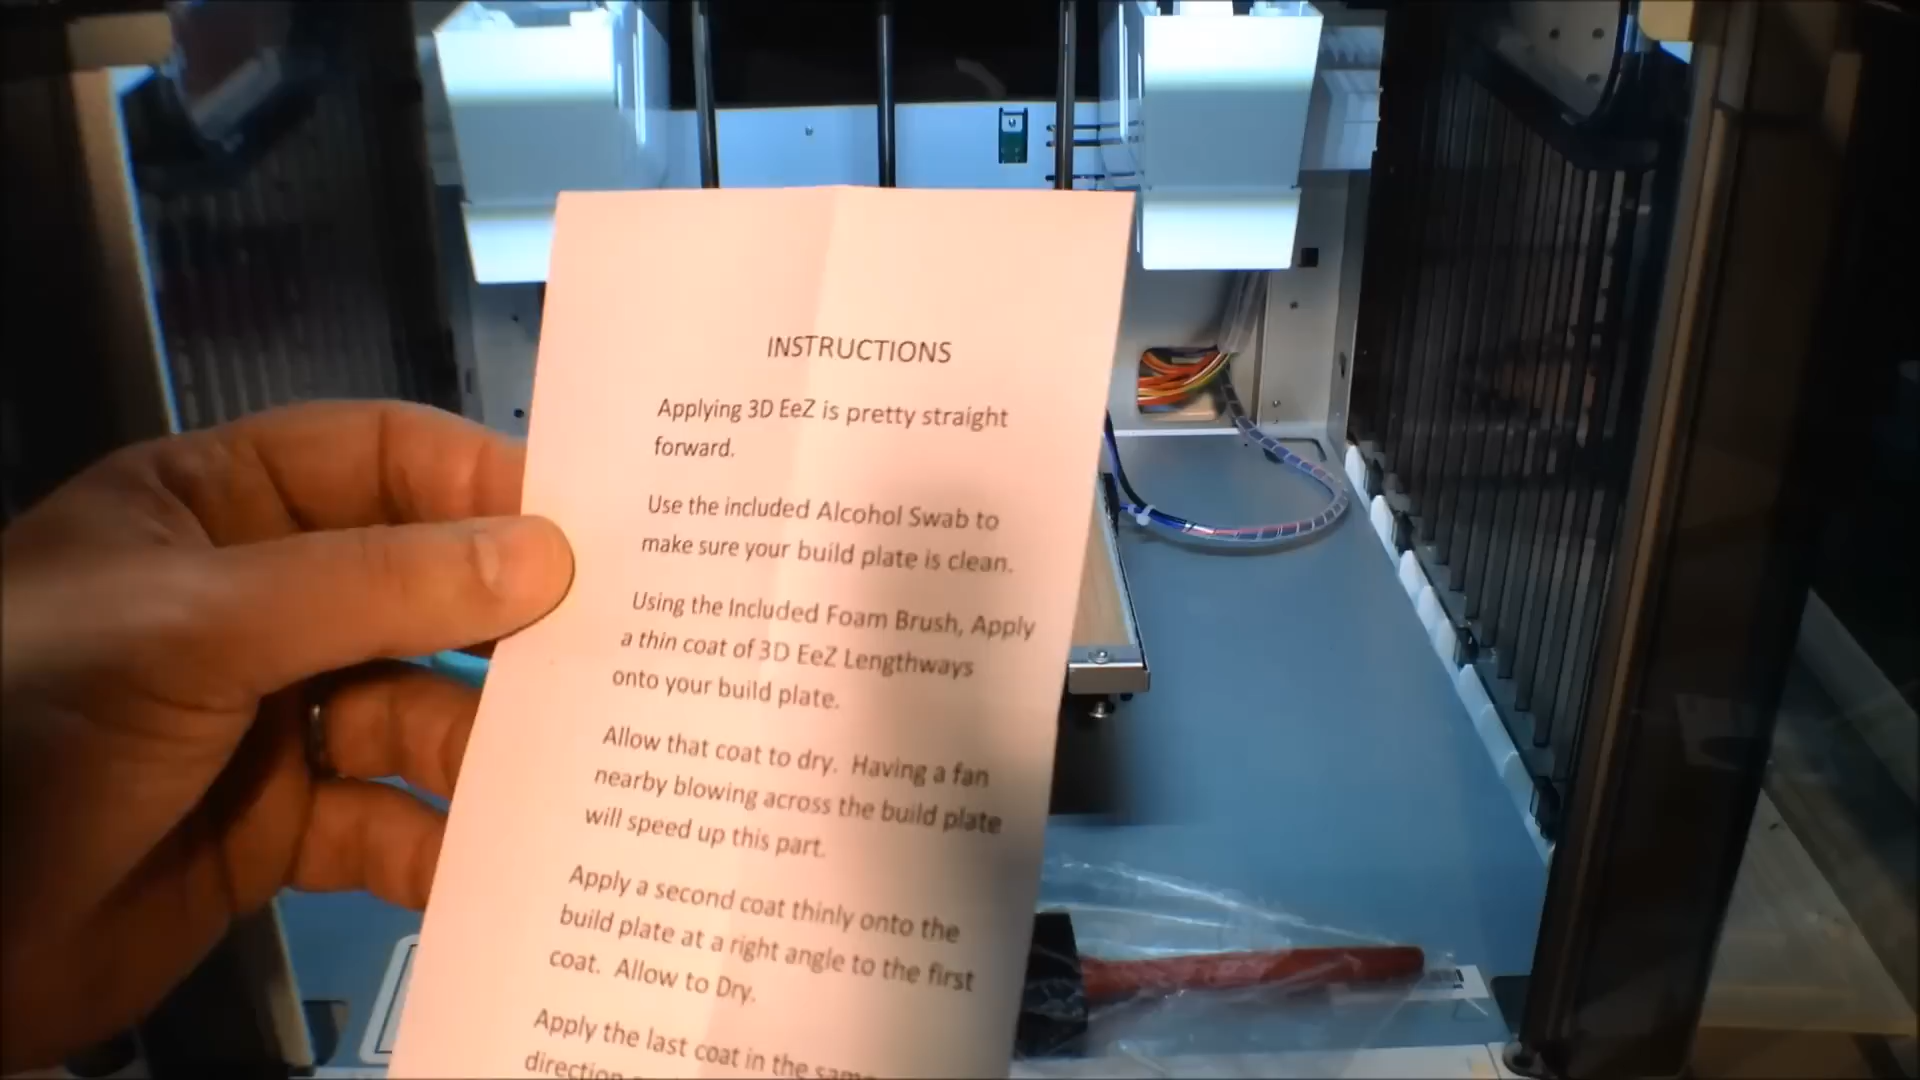 INSTRUCTIONS
Applying 3D EeZ is pretty straight
forward.
Use the included Alcohol Swab to
make sure your build plate is clean.
Using the Included Foam Brush, Apply
a thin coat of 3D EeZ Lengthways
onto your build plate.
Allow that coat to dry.  Having a fan
nearby blowing across the build plate
will speed up this part.
Apply a second coat thinly onto the
build plate at a right angle to the first
coat.  Allow to Dry.
Apply the last coat in the same
direction